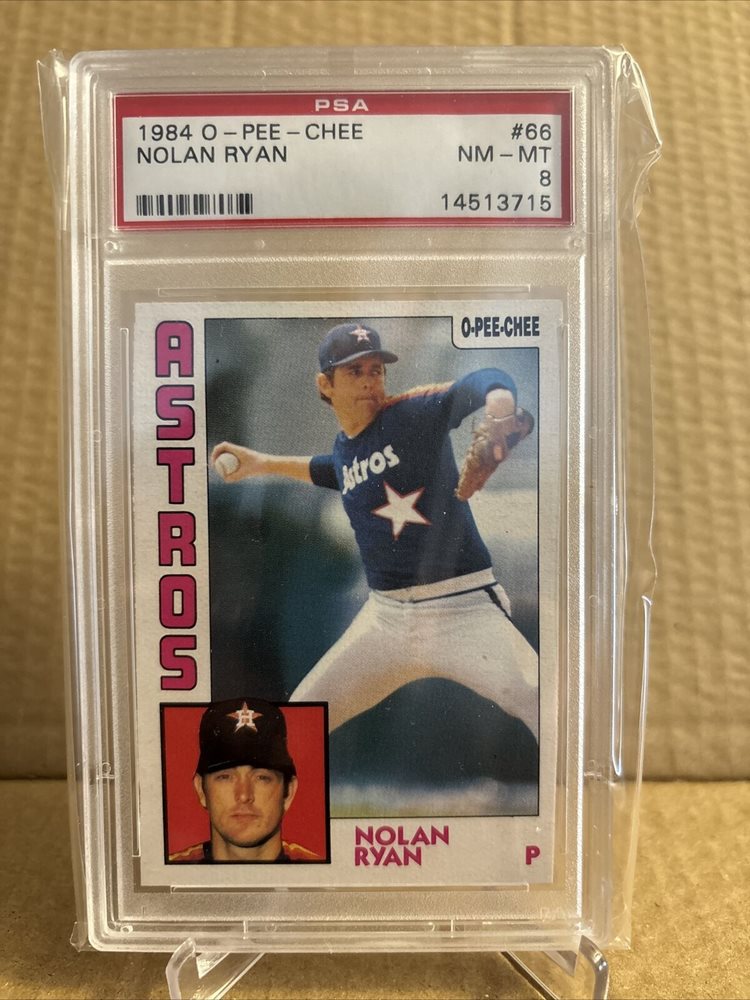 PSA
1984 O-PEE-CHEE #66
NOLAN RYAN NM-MT
8
14513715
O-PEE-CHEE
ASTROS
Astros
H
NOLAN
RYAN P